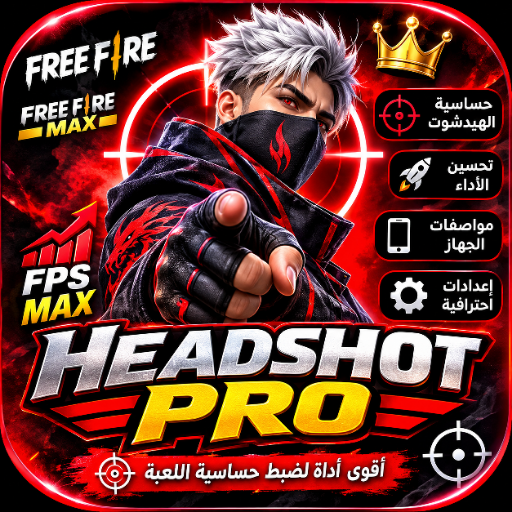 FREE FIRE
FREE FIRE
MAX
حساسية
الهيدشوت
تحسين
الأداء
مواصفات
الجهاز
إعدادات
احترافية
FPS
MAX
HEADSHOT
PRO
أقوى أداة لضبط حساسية اللعبة